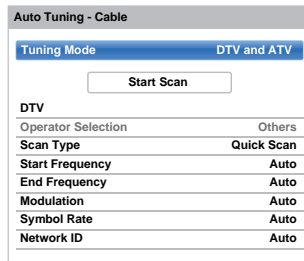 Auto Tuning - Cable
Tuning Mode DTV and ATV
Start Scan
DTV
Operator Selection Others
Scan Type Quick Scan
Start Frequency Auto
End Frequency Auto
Modulation Auto
Symbol Rate Auto
Network ID Auto